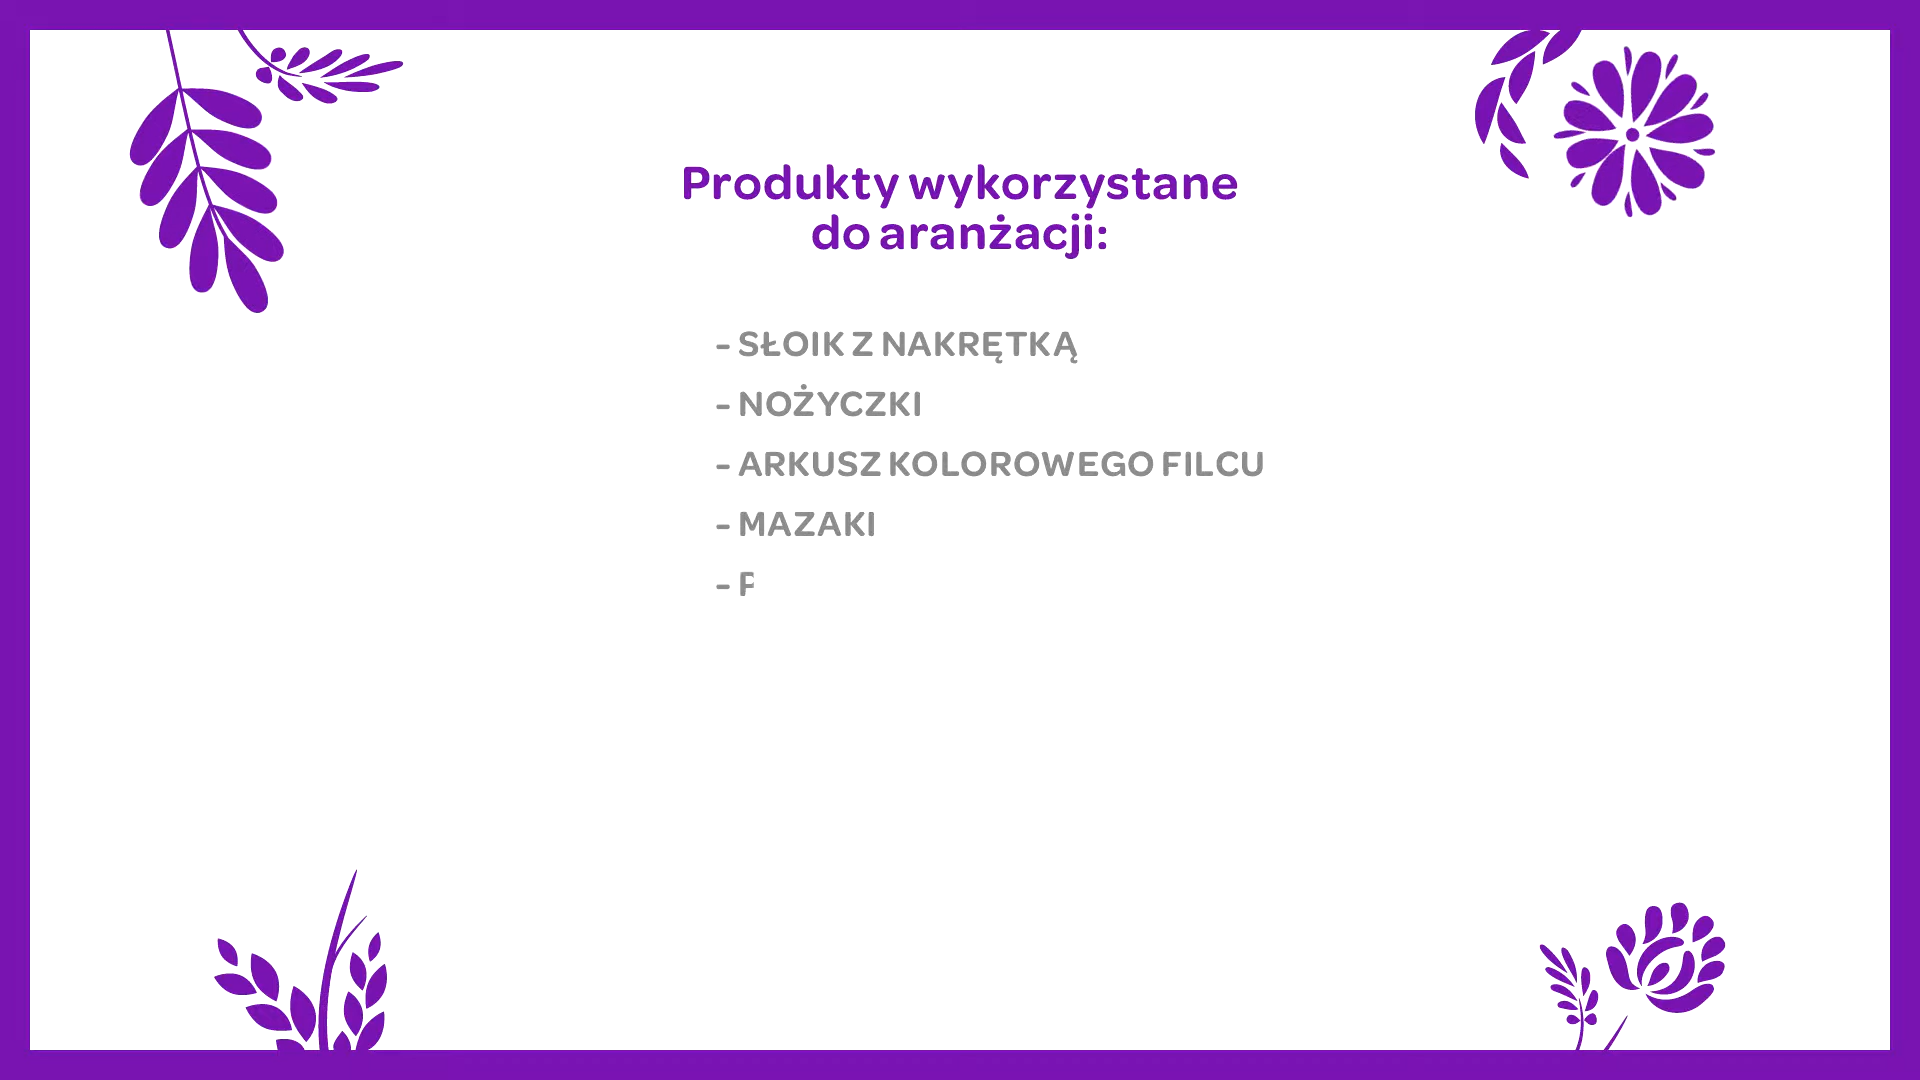 Produkty wykorzystane
do aranżacji:
- SŁOIK Z NAKRĘTKĄ
- NOŻYCZKI
- ARKUSZ KOLOROWEGO FILCU
- MAZAKI
-